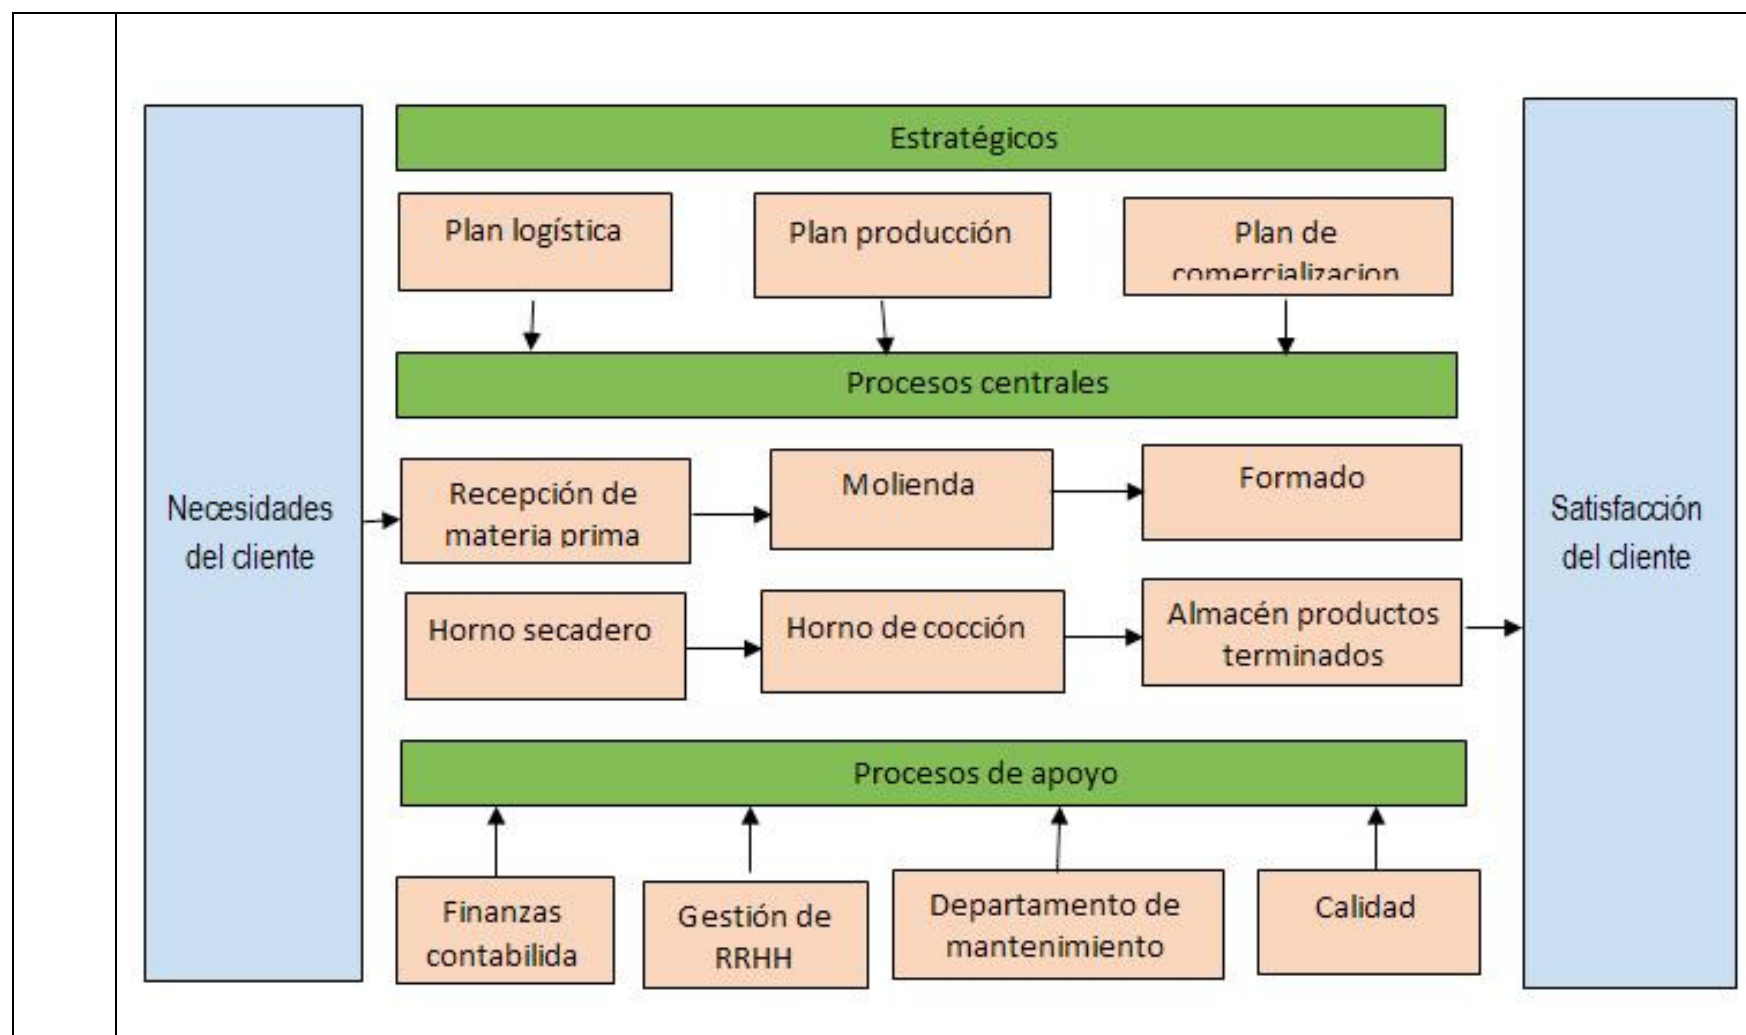 Estratégicos
Plan logística
Plan producción
Plan de
comercializacion
Procesos centrales
Necesidades
del cliente
Recepción de
materia prima
Molienda
Formado
Satisfacción
del cliente
Horno secadero
Horno de cocción
Almacén productos
terminados
Procesos de apoyo
Finanzas
contabilida
Gestión de
RRHH
Departamento de
mantenimiento
Calidad